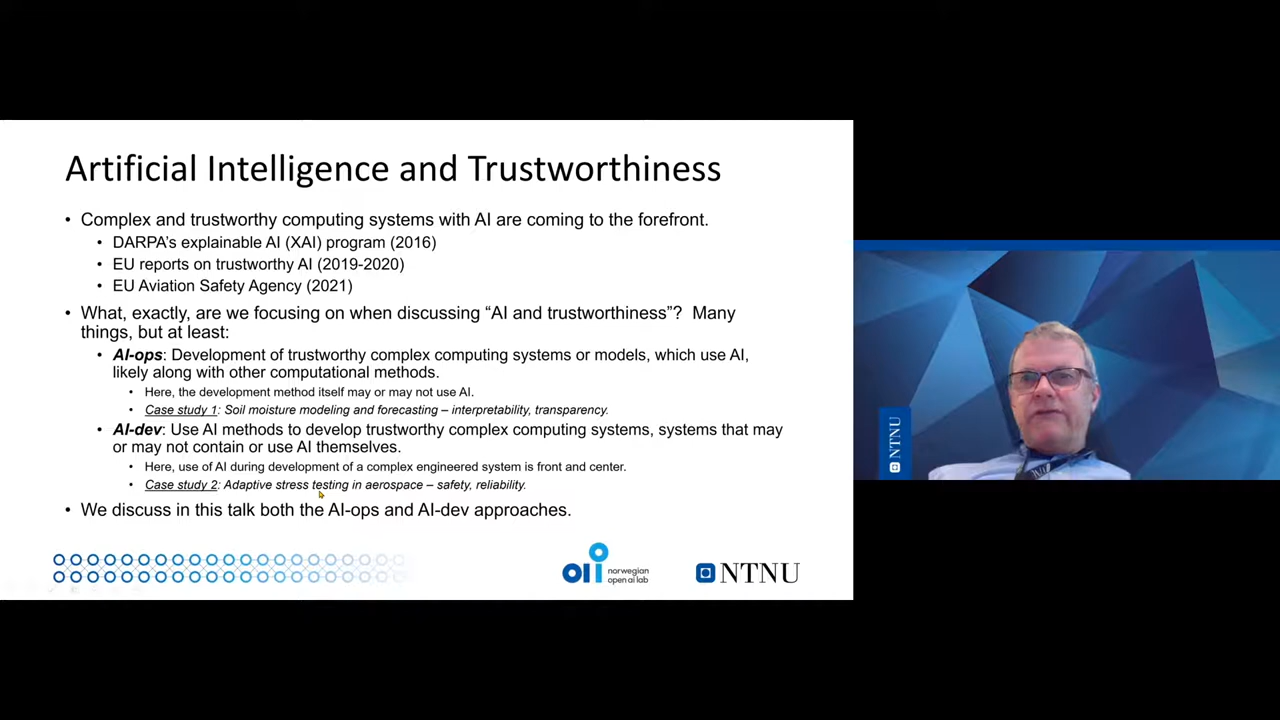 Artificial Intelligence and Trustworthiness
• Complex and trustworthy computing systems with AI are coming to the forefront.
• DARPA's explainable AI (XAI) program (2016)
• EU reports on trustworthy AI (2019-2020)
• EU Aviation Safety Agency (2021)
• What, exactly, are we focusing on when discussing “AI and trustworthiness”? Many
things, but at least:
• AI-ops: Development of trustworthy complex computing systems or models, which use AI,
likely along with other computational methods.
• Here, the development method itself may or may not use AI.
• Case study 1: Soil moisture modeling and forecasting – interpretability, transparency.
• AI-dev: Use AI methods to develop trustworthy complex computing systems, systems that may
or may not contain or use AI themselves.
• Here, use of AI during development of a complex engineered system is front and center.
• Case study 2: Adaptive stress testing in aerospace – safety, reliability.
• We discuss in this talk both the AI-ops and AI-dev approaches.
norwegian
open ai lab
NTNU
NTNU